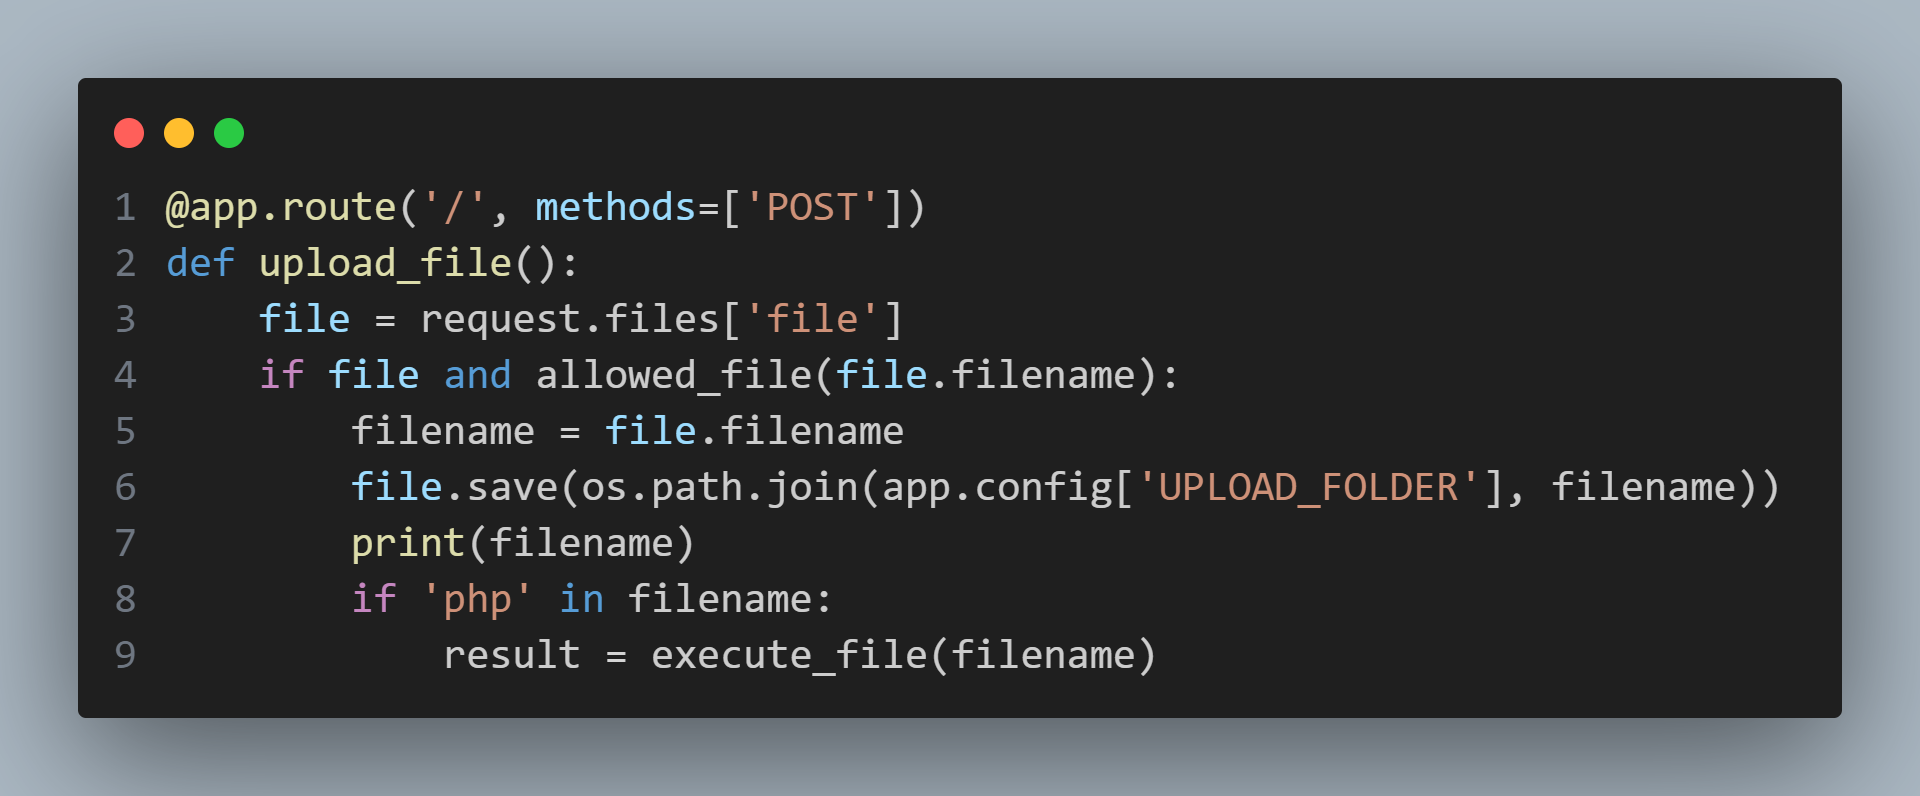 1 @app.route('/', methods=['POST'])
2 def upload_file():
3     file = request.files['file']
4     if file and allowed_file(file.filename):
5         filename = file.filename
6         file.save(os.path.join(app.config['UPLOAD_FOLDER'], filename))
7         print(filename)
8         if 'php' in filename:
9             result = execute_file(filename)